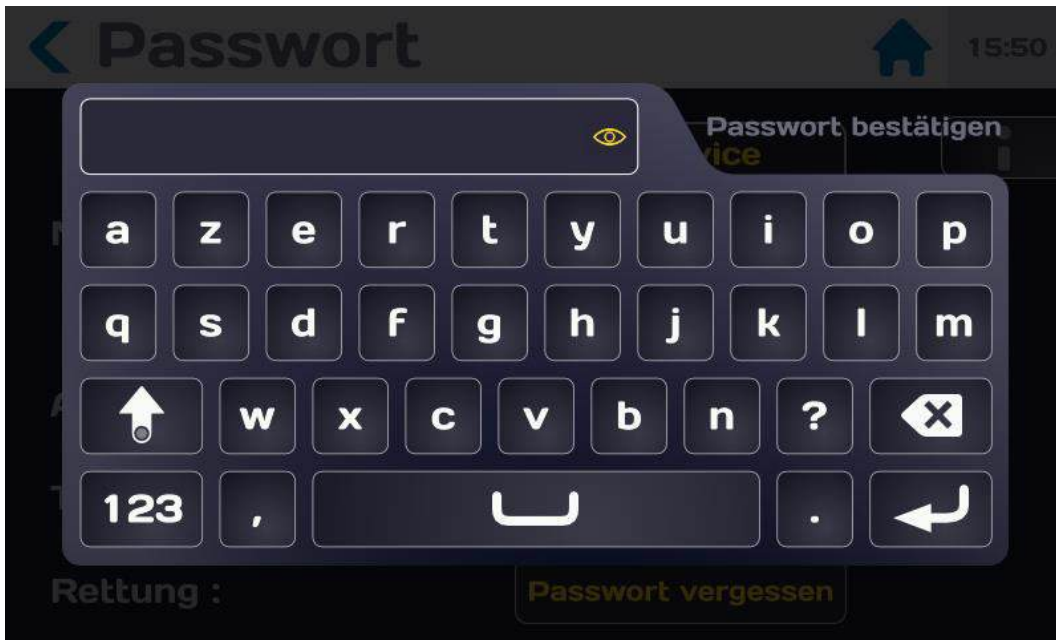 Passwort
15:50
Passwort bestätigen
vice
a z e r t y u i o p
q s d f g h j k l m
w x c v b n ?
123 , .
Rettung :
Passwort vergessen